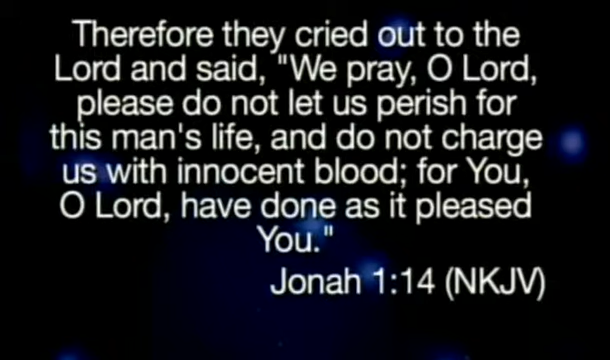 Therefore they cried out to the
Lord and said, "We pray, O Lord,
please do not let us perish for
this man's life, and do not charge
us with innocent blood; for You,
O Lord, have done as it pleased
You."
Jonah 1:14 (NKJV)